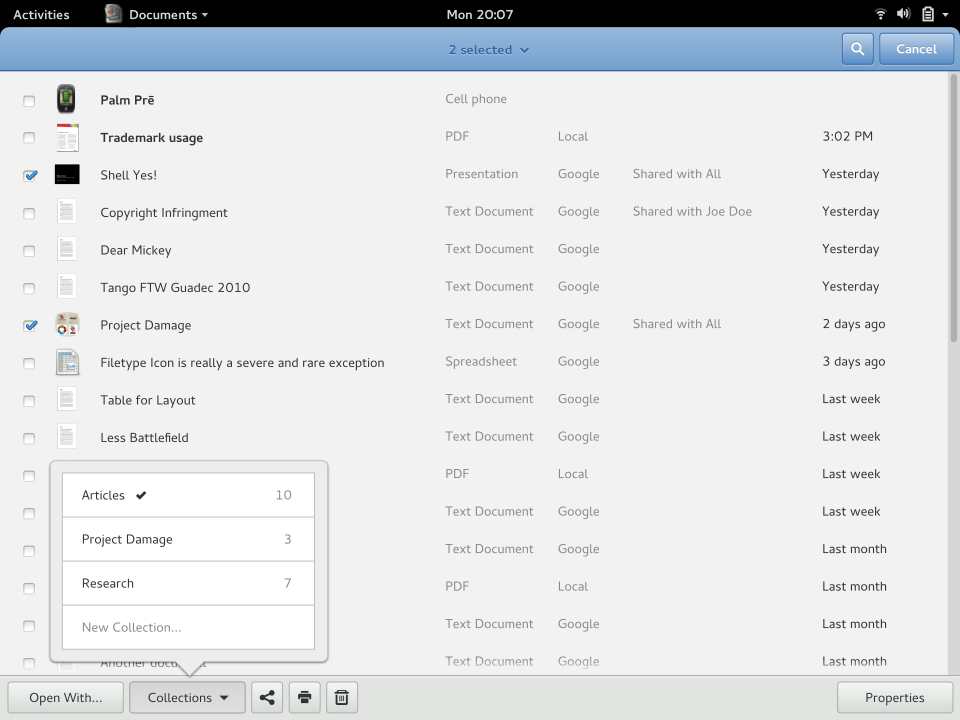 Activities Documents Mon 20:07
2 selected Cancel
Palm Prē Cell phone
Trademark usage PDF Local 3:02 PM
Shell Yes! Presentation Google Shared with All Yesterday
Copyright Infringment Text Document Google Shared with Joe Doe Yesterday
Dear Mickey Text Document Google Yesterday
Tango FTW Guadec 2010 Text Document Google Yesterday
Project Damage Text Document Google Shared with All 2 days ago
Filetype Icon is really a severe and rare exception Spreadsheet Google 3 days ago
Table for Layout Text Document Google Last week
Less Battlefield Text Document Google Last week
PDF Local Last week
Articles 10
Text Document Google Last week
Project Damage 3
Text Document Google Last month
Research 7
PDF Local Last month
New Collection... Text Document Google Last month
Another document Text Document Google Last month
Open With... Collections Properties